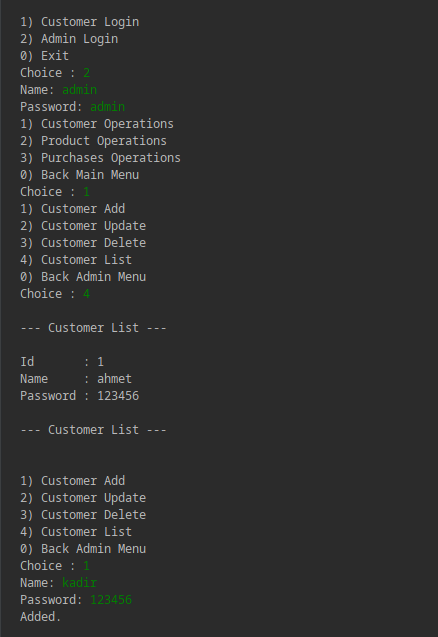 1) Customer Login
2) Admin Login
0) Exit
Choice : 2
Name: admin
Password: admin
1) Customer Operations
2) Product Operations
3) Purchases Operations
0) Back Main Menu
Choice : 1
1) Customer Add
2) Customer Update
3) Customer Delete
4) Customer List
0) Back Admin Menu
Choice : 4
--- Customer List ---
Id       : 1
Name     : ahmet
Password : 123456
--- Customer List ---
1) Customer Add
2) Customer Update
3) Customer Delete
4) Customer List
0) Back Admin Menu
Choice : 1
Name: kadir
Password: 123456
Added.